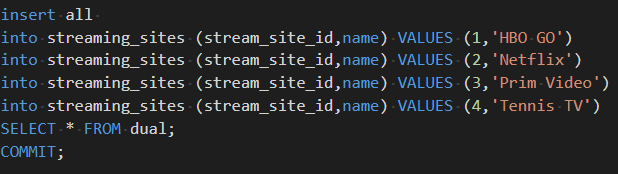 insert all
into streaming_sites (stream_site_id,name) VALUES (1,'HBO GO')
into streaming_sites (stream_site_id,name) VALUES (2,'Netflix')
into streaming_sites (stream_site_id,name) VALUES (3,'Prim Video')
into streaming_sites (stream_site_id,name) VALUES (4,'Tennis TV')
SELECT * FROM dual;
COMMIT;